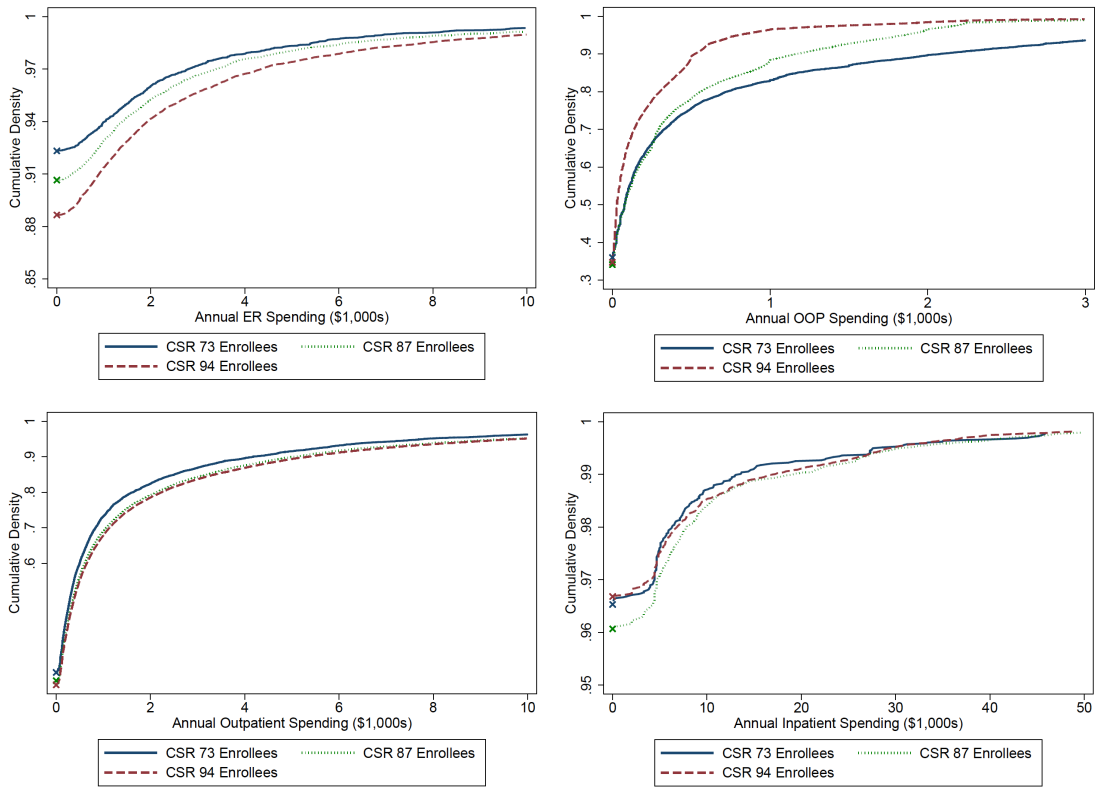 Cumulative Density
1
.97
.94
.91
.88
.85
0 2 4 6 8 10
Annual ER Spending ($1,000s)
CSR 73 Enrollees CSR 87 Enrollees
CSR 94 Enrollees
Cumulative Density
1
.9
.8
.7
.6
.5
.4
.3
0 1 2 3
Annual OOP Spending ($1,000s)
CSR 73 Enrollees CSR 87 Enrollees
CSR 94 Enrollees
Cumulative Density
1
.9
.8
.7
.6
0 2 4 6 8 10
Annual Outpatient Spending ($1,000s)
CSR 73 Enrollees CSR 87 Enrollees
CSR 94 Enrollees
Cumulative Density
1
.99
.98
.97
.96
.95
0 10 20 30 40 50
Annual Inpatient Spending ($1,000s)
CSR 73 Enrollees CSR 87 Enrollees
CSR 94 Enrollees